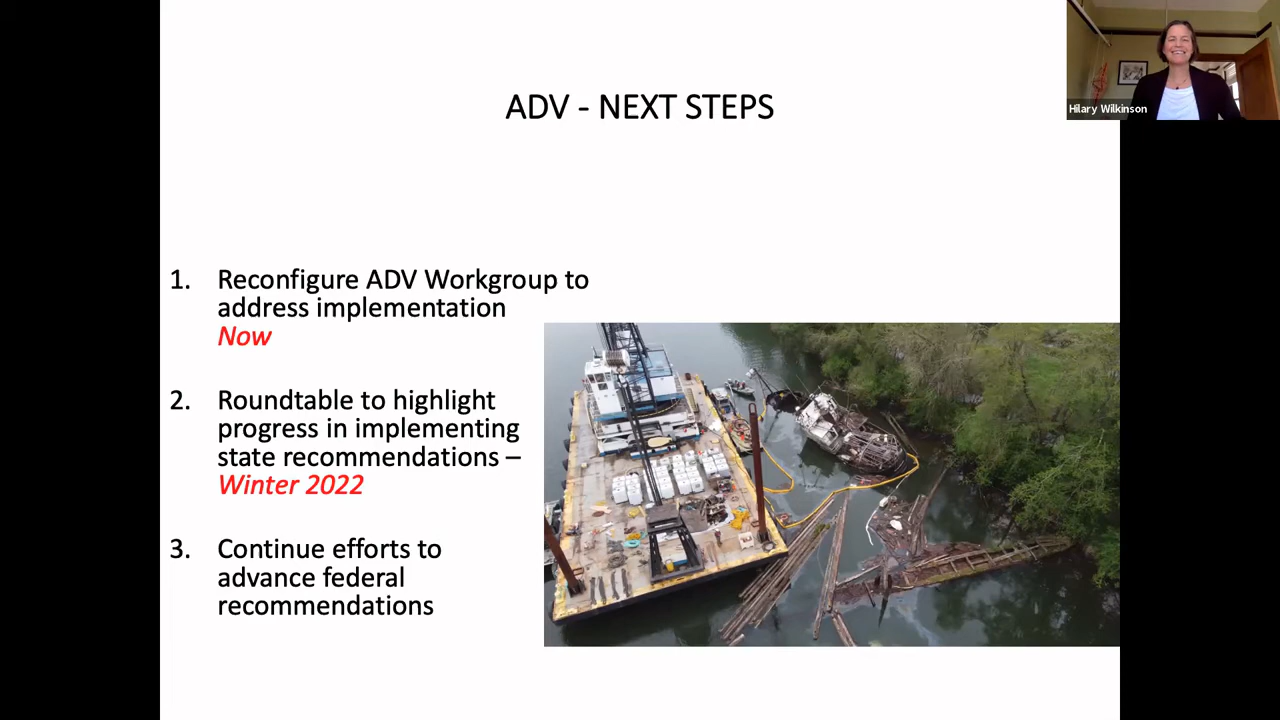 ADV - NEXT STEPS
Hilary Wilkinson
1. Reconfigure ADV Workgroup to
address implementation
Now
2. Roundtable to highlight
progress in implementing
state recommendations –
Winter 2022
3. Continue efforts to
advance federal
recommendations